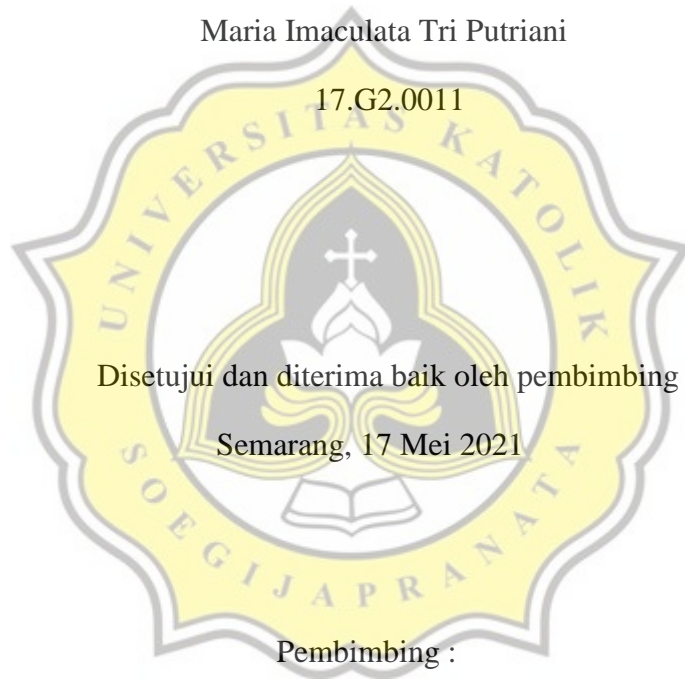 Maria Imaculata Tri Putriani
17.G2.0011
UNIVERSITAS KATOLIK
Disetujui dan diterima baik oleh pembimbing
Semarang, 17 Mei 2021
SOEGIJAPRANATA
Pembimbing :